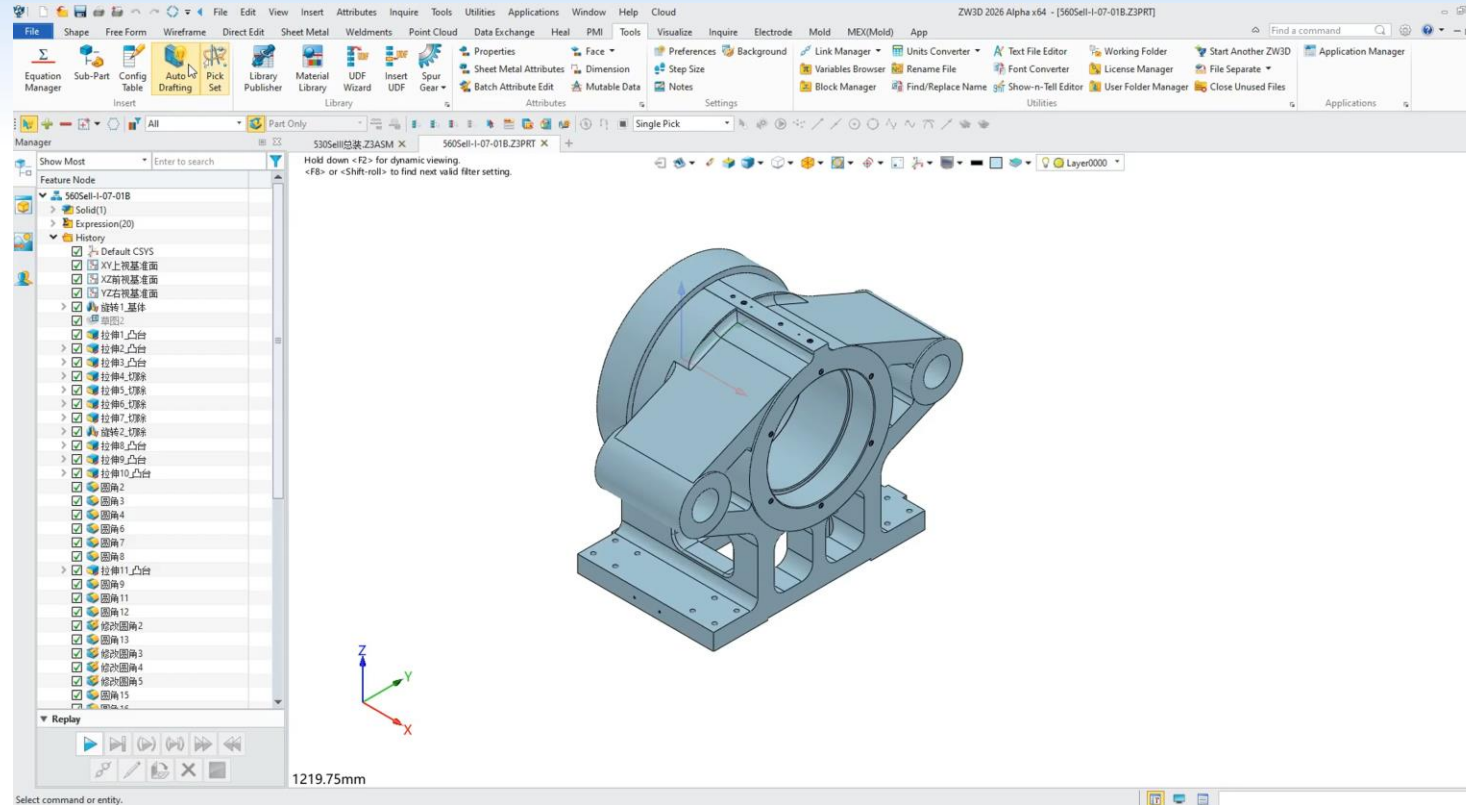 File Edit View Insert Attributes Inquire Tools Utilities Applications Window Help Cloud
ZW3D 2026 Alpha x64 - [560Sell-I-07-01B.Z3PRT]
File Shape Free Form Wireframe Direct Edit Sheet Metal Weldments Point Cloud Data Exchange Heal PMI Tools Visualize Inquire Electrode Mold MEX(Mold) App
Find a command
Equation Manager
Sub-Part
Config Table
Auto Drafting
Pick Set
Insert
Library Publisher
Material Library
UDF Wizard
Insert UDF
Spur Gear
Library
Properties
Sheet Metal Attributes
Batch Attribute Edit
Face
Dimension
Mutable Data
Attributes
Preferences
Background
Step Size
Notes
Settings
Link Manager
Variables Browser
Block Manager
Units Converter
Rename File
Find/Replace Name
Text File Editor
Font Converter
Show-n-Tell Editor
Working Folder
License Manager
User Folder Manager
Start Another ZW3D
File Separate
Close Unused Files
Utilities
Application Manager
Applications
All
Part Only
Single Pick
Manager
530Selll总装.Z3ASM
560Sell-I-07-01B.Z3PRT
Show Most
Enter to search
Hold down <F2> for dynamic viewing.
<F8> or <Shift-roll> to find next valid filter setting.
Layer0000
Feature Node
560Sell-I-07-01B
Solid(1)
Expression(20)
History
Default CSYS
XY上视基准面
XZ前视基准面
YZ右视基准面
旋转1_基体
草图2
拉伸1_凸台
拉伸2_凸台
拉伸3_凸台
拉伸4_切除
拉伸5_切除
拉伸6_切除
拉伸7_切除
旋转2_切除
拉伸8_凸台
拉伸9_凸台
拉伸10_凸台
圆角2
圆角3
圆角4
圆角6
圆角7
圆角8
拉伸11_凸台
圆角9
圆角11
圆角12
修改圆角2
圆角13
修改圆角3
修改圆角4
修改圆角5
圆角15
Replay
Z
Y
X
1219.75mm
Select command or entity.